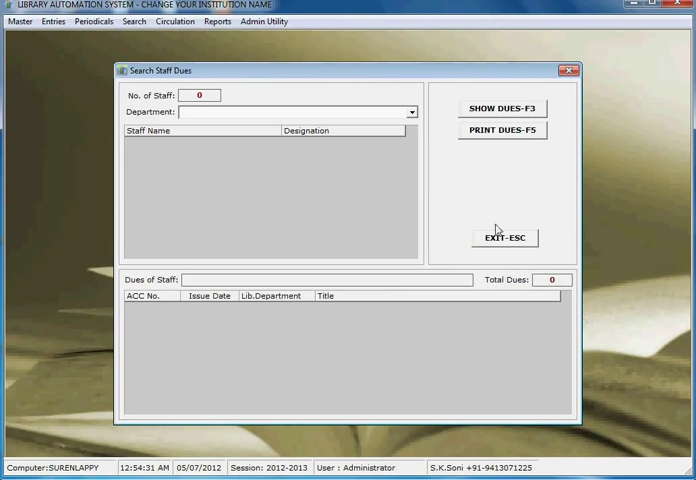 LIBRARY AUTOMATION SYSTEM - CHANGE YOUR INSTITUTION NAME
Master Entries Periodicals Search Circulation Reports Admin Utility
Search Staff Dues
No. of Staff: 0
Department:
Staff Name Designation
SHOW DUES-F3
PRINT DUES-F5
EXIT-ESC
Dues of Staff: Total Dues: 0
ACC No. Issue Date Lib.Department Title
Computer:SURENLAPPY 12:54:31 AM 05/07/2012 Session: 2012-2013 User : Administrator S.K.Soni +91-9413071225